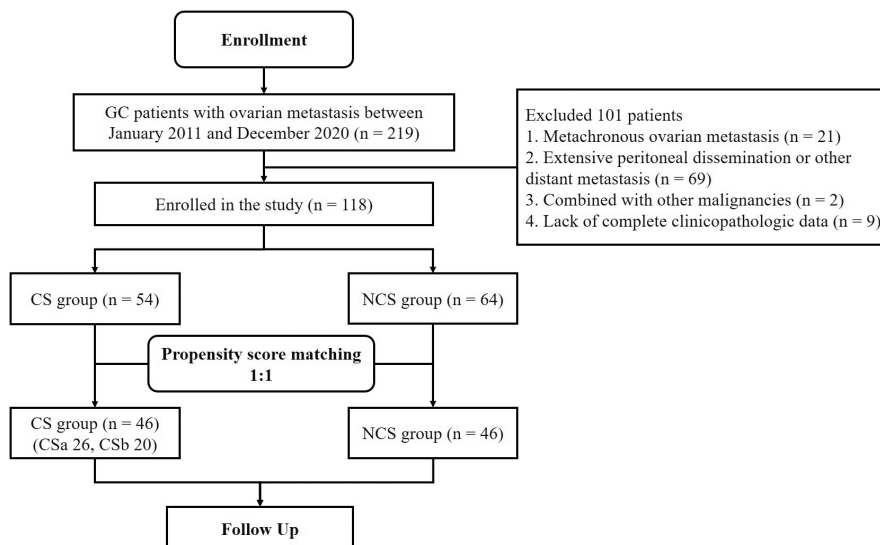 Enrollment
GC patients with ovarian metastasis between
January 2011 and December 2020 (n = 219)
Excluded 101 patients
1. Metachronous ovarian metastasis (n = 21)
2. Extensive peritoneal dissemination or other
distant metastasis (n = 69)
3. Combined with other malignancies (n = 2)
4. Lack of complete clinicopathologic data (n = 9)
Enrolled in the study (n = 118)
CS group (n = 54)
NCS group (n = 64)
Propensity score matching
1:1
CS group (n = 46)
(CSa 26, CSb 20)
NCS group (n = 46)
Follow Up